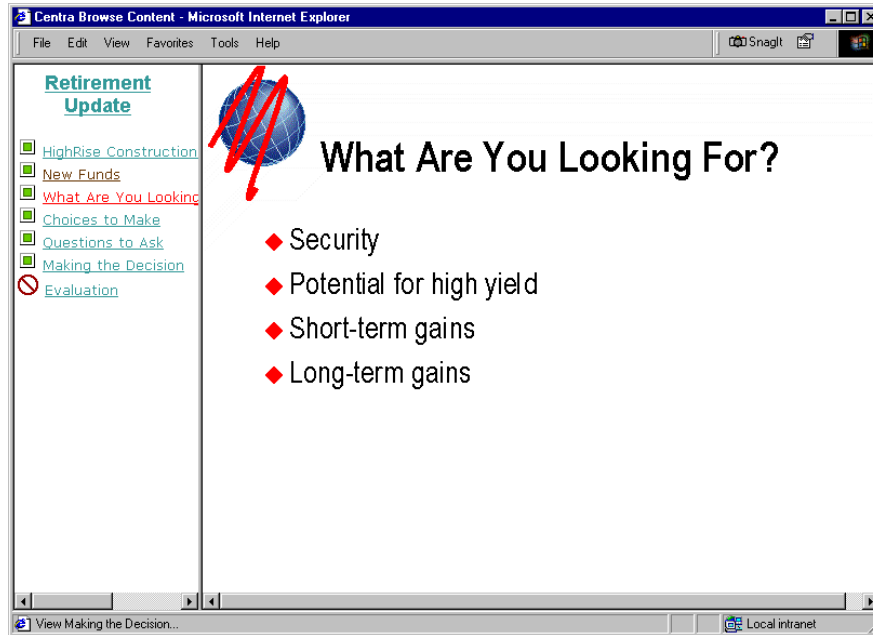 Centra Browse Content - Microsoft Internet Explorer
File Edit View Favorites Tools Help SnagIt
Retirement
Update
HighRise Construction
New Funds
What Are You Looking
Choices to Make
Questions to Ask
Making the Decision
Evaluation
What Are You Looking For?
Security
Potential for high yield
Short-term gains
Long-term gains
View Making the Decision... Local intranet